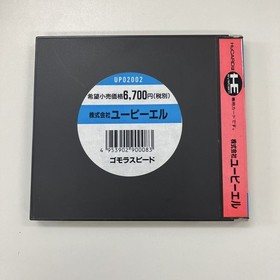 UP02002
希望小売価格6,700円(税別)
株式会社 ユーピーエル
4 953902 900083
ゴモラスピード
HuCARD
HE
株式会社 ユーピーエル